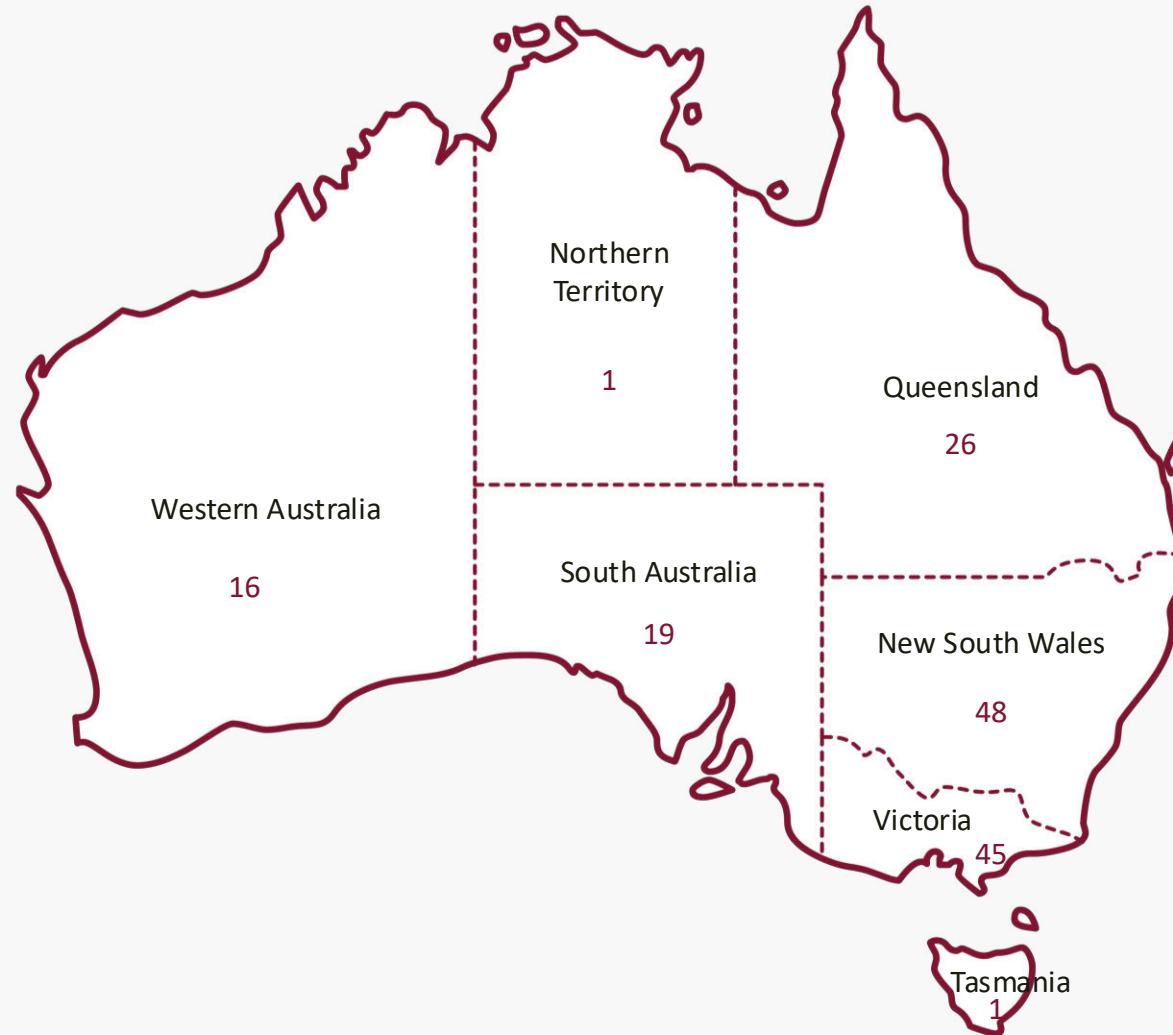 Northern
Territory
1
Queensland
26
Western Australia
16
South Australia
19
New South Wales
48
Victoria
45
Tasmania
1